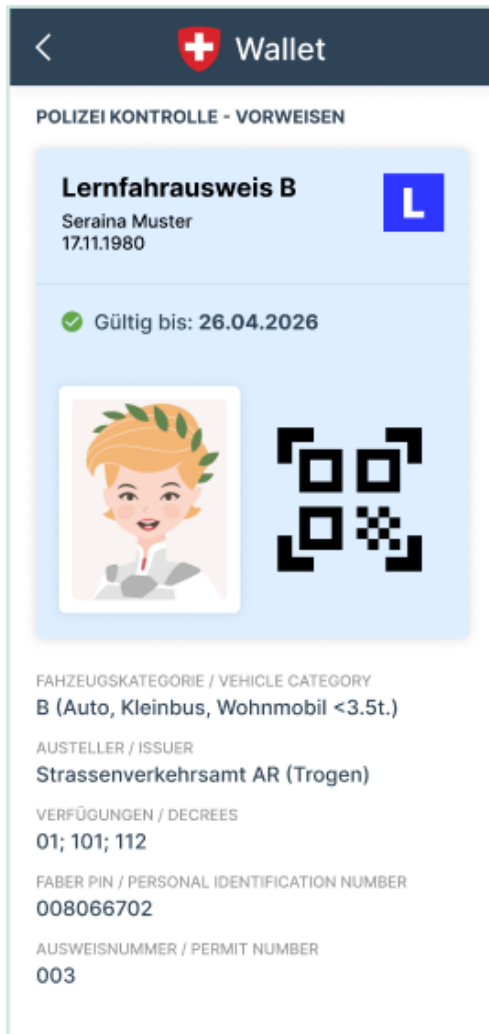 Wallet
POLIZEI KONTROLLE - VORWEISEN
Lernfahrausweis B
L
Seraina Muster
17.11.1980
Gültig bis: 26.04.2026
FAHZEUGSKATEGORIE / VEHICLE CATEGORY
B (Auto, Kleinbus, Wohnmobil <3.5t.)
AUSTELLER / ISSUER
Strassenverkehrsamt AR (Trogen)
VERFÜGUNGEN / DECREES
01; 101; 112
FABER PIN / PERSONAL IDENTIFICATION NUMBER
008066702
AUSWEISNUMMER / PERMIT NUMBER
003